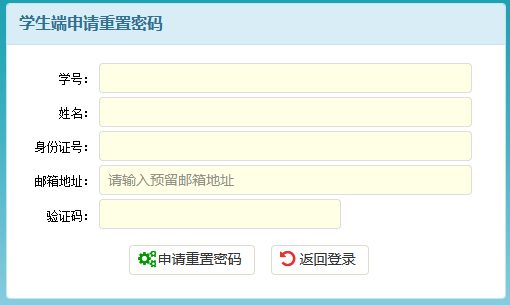 学生端申请重置密码
学号：
姓名：
身份证号：
邮箱地址： 请输入预留邮箱地址
验证码：
申请重置密码 返回登录